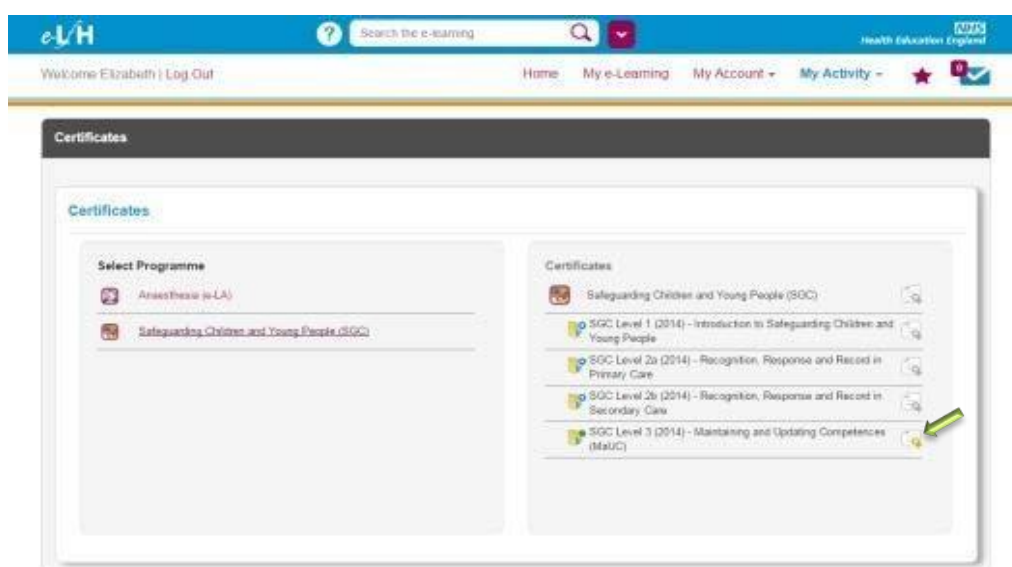 e-LfH
?
Search the e-learning
NHS
Health Education England
Welcome Elizabeth | Log Out
Home
My e-Learning
My Account
My Activity
0
Certificates
Certificates
Select Programme
Anaesthesia (e-LA)
Safeguarding Children and Young People (SGC)
Certificates
Safeguarding Children and Young People (SGC)
SGC Level 1 (2014) - Introduction to Safeguarding Children and
Young People
SGC Level 2a (2014) - Recognition, Response and Record in
Primary Care
SGC Level 2b (2014) - Recognition, Response and Record in
Secondary Care
SGC Level 3 (2014) - Maintaining and Updating Competences
(MaUC)